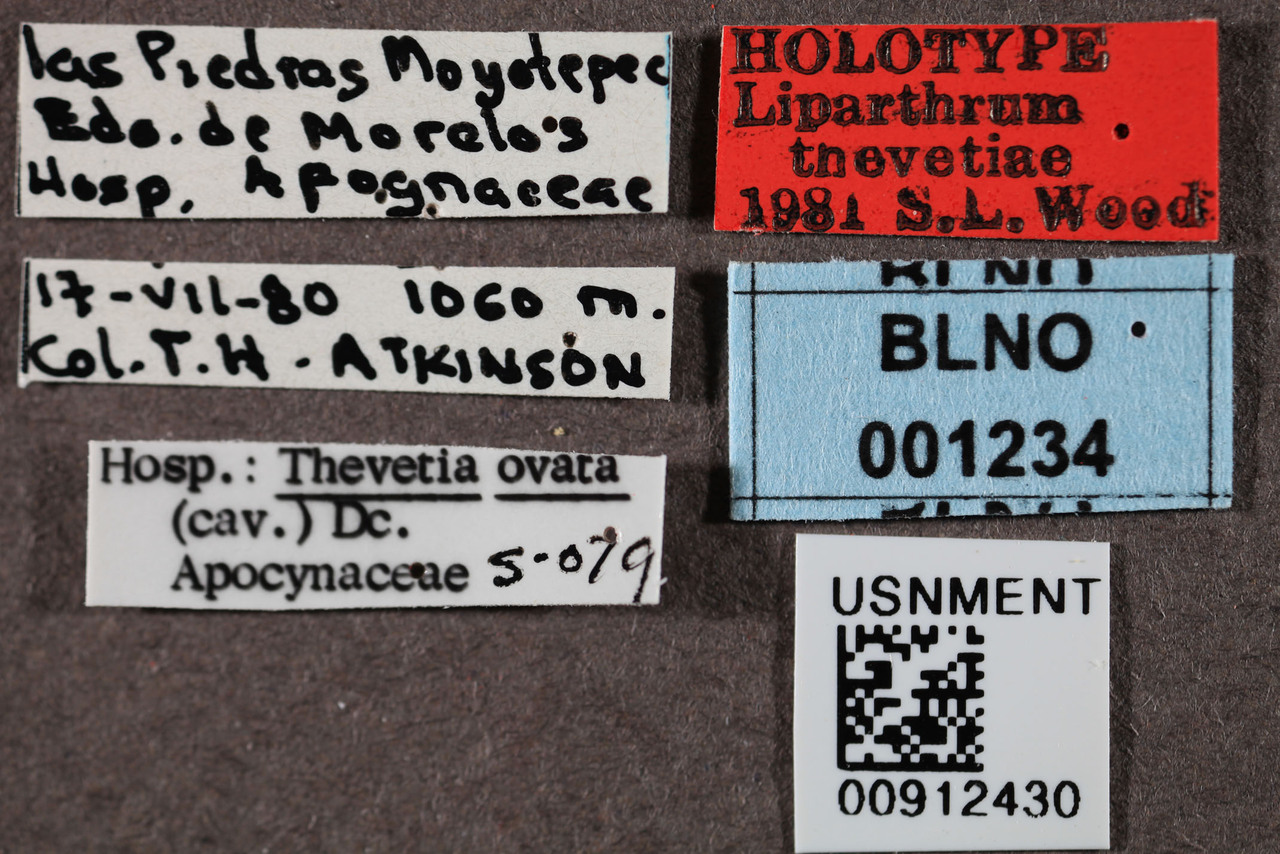 las Piedras Moyotepec
Edo. de Morelos
Hosp. Apognaceae
17-VII-80 1060 m.
Col. T. H. ATKINSON
Hosp.: Thevetia ovata
(cav.) Dc.
Apocynaceae S-079
HOLOTYPE
Liparthrum
thevetiae
1981 S.L. Wood
BLNO
001234
USNMENT
00912430